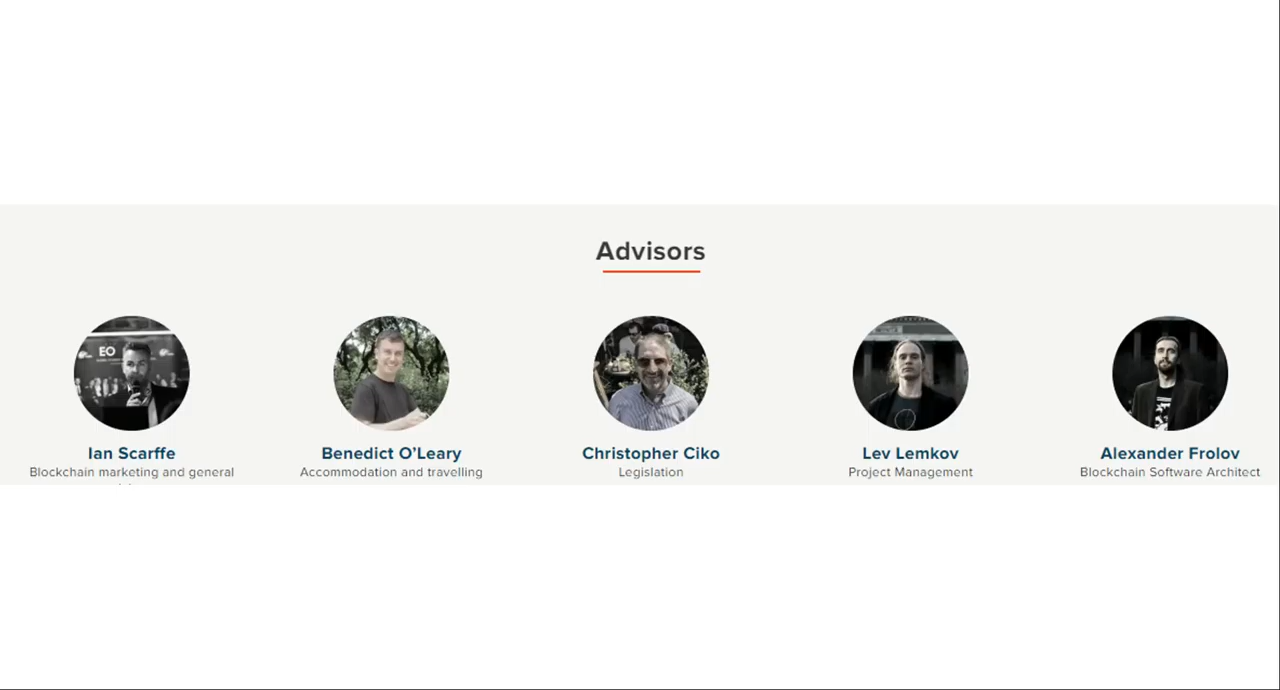 Advisors
EO
Ian Scarffe
Blockchain marketing and general
Benedict O'Leary
Accommodation and travelling
Christopher Ciko
Legislation
Lev Lemkov
Project Management
Alexander Frolov
Blockchain Software Architect